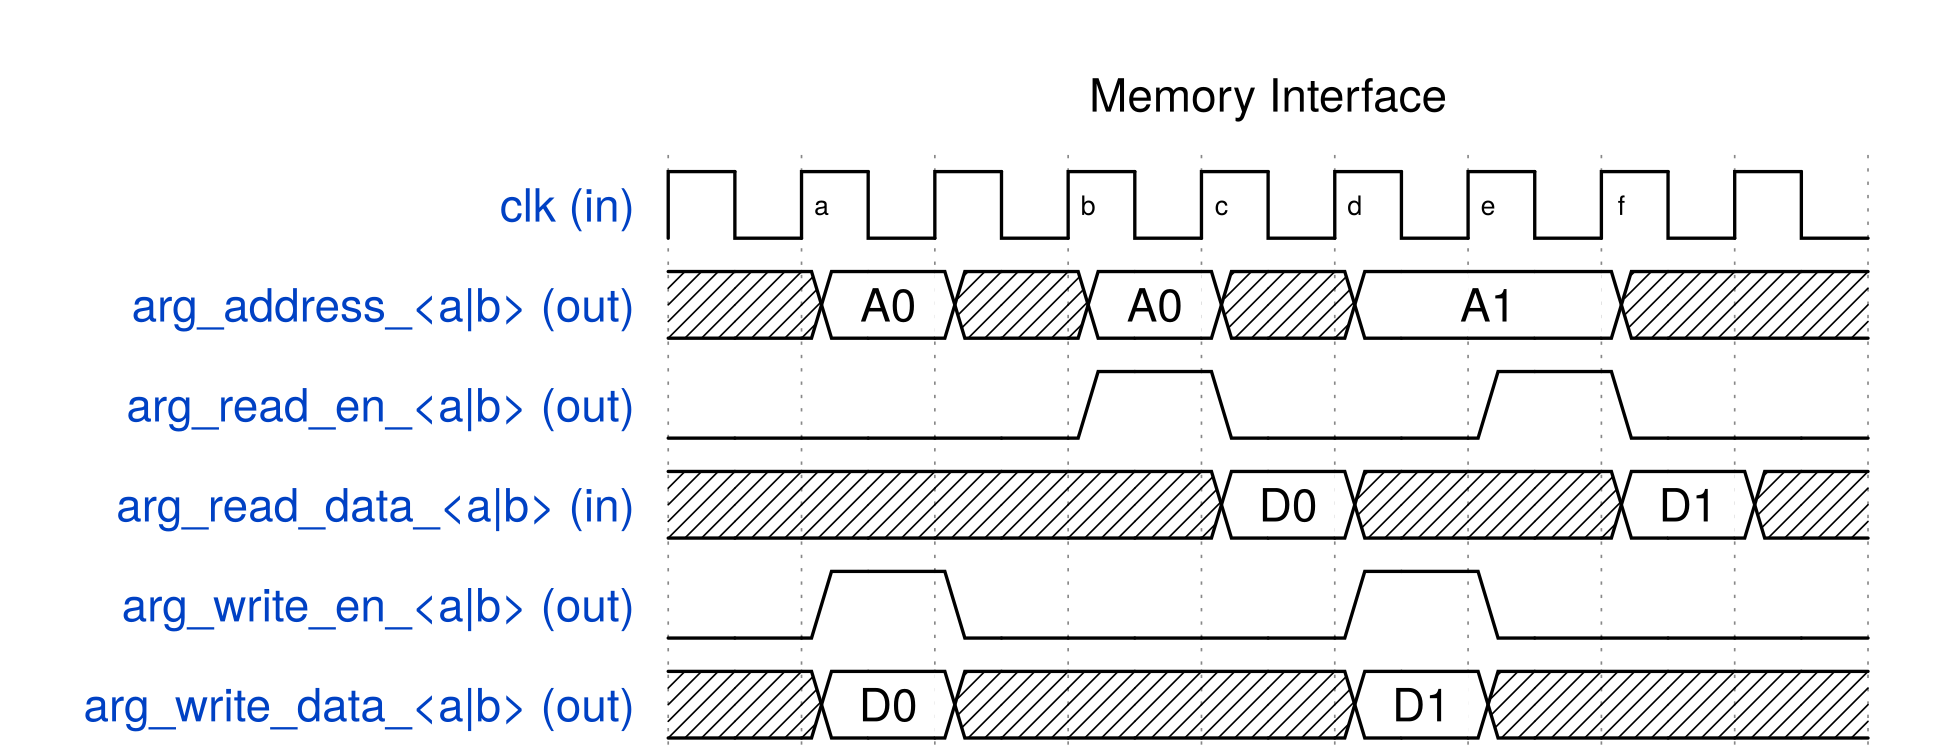 Memory Interface
clk (in) a b c d e f
arg_address_<a|b> (out) A0 A0 A1
arg_read_en_<a|b> (out)
arg_read_data_<a|b> (in) D0 D1
arg_write_en_<a|b> (out)
arg_write_data_<a|b> (out) D0 D1